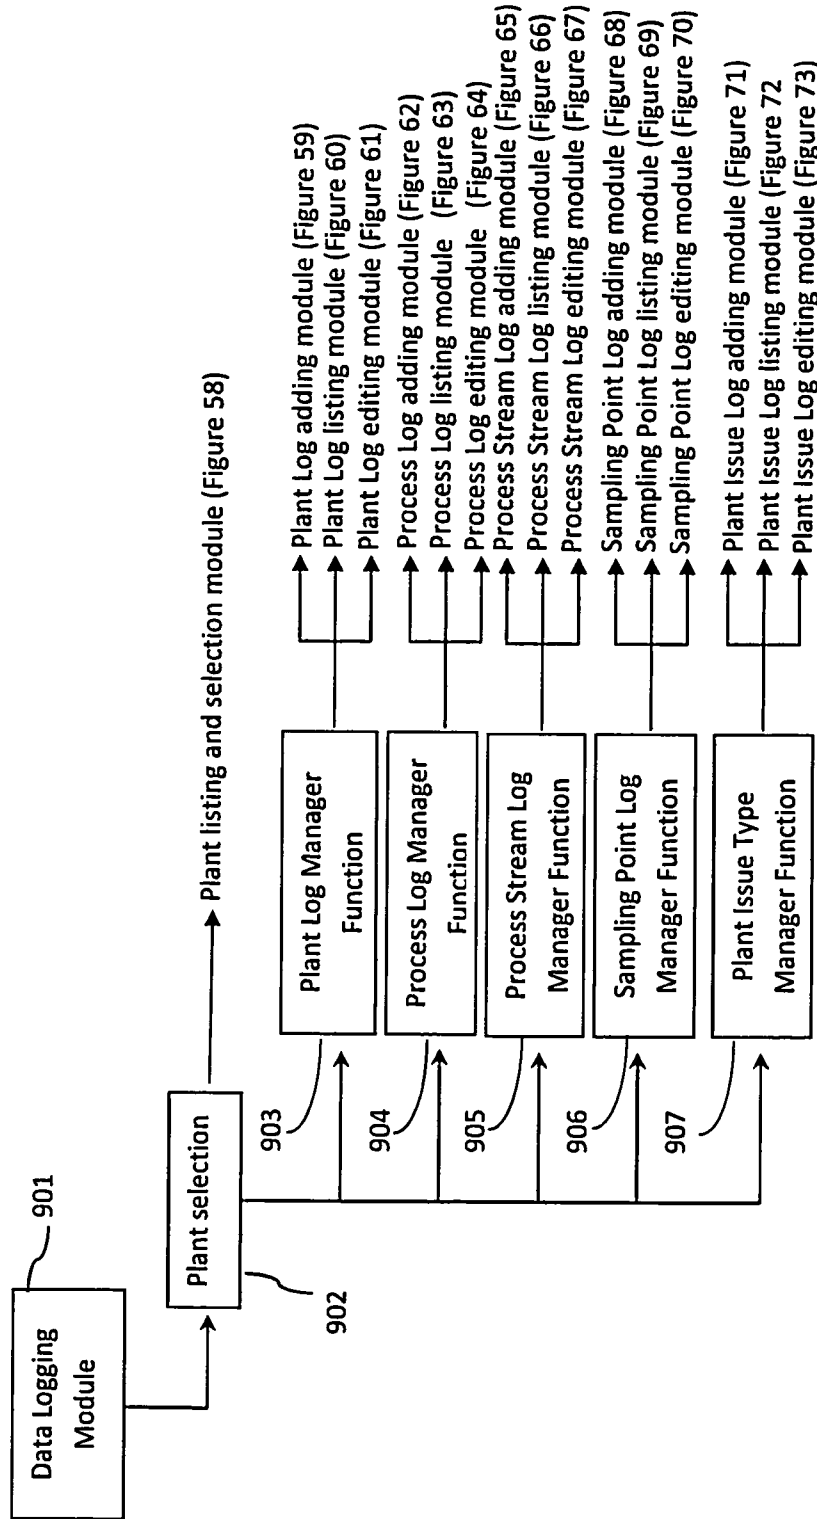 Data Logging
Module
901
Plant selection
902
Plant listing and selection module (Figure 58)
903
Plant Log Manager
Function
Plant Log adding module (Figure 59)
Plant Log listing module (Figure 60)
Plant Log editing module (Figure 61)
904
Process Log Manager
Function
Process Log adding module (Figure 62)
Process Log listing module (Figure 63)
Process Log editing module (Figure 64)
905
Process Stream Log
Manager Function
Process Stream Log adding module (Figure 65)
Process Stream Log listing module (Figure 66)
Process Stream Log editing module (Figure 67)
906
Sampling Point Log
Manager Function
Sampling Point Log adding module (Figure 68)
Sampling Point Log listing module (Figure 69)
Sampling Point Log editing module (Figure 70)
907
Plant Issue Type
Manager Function
Plant Issue Log adding module (Figure 71)
Plant Issue Log listing module (Figure 72
Plant Issue Log editing module (Figure 73)